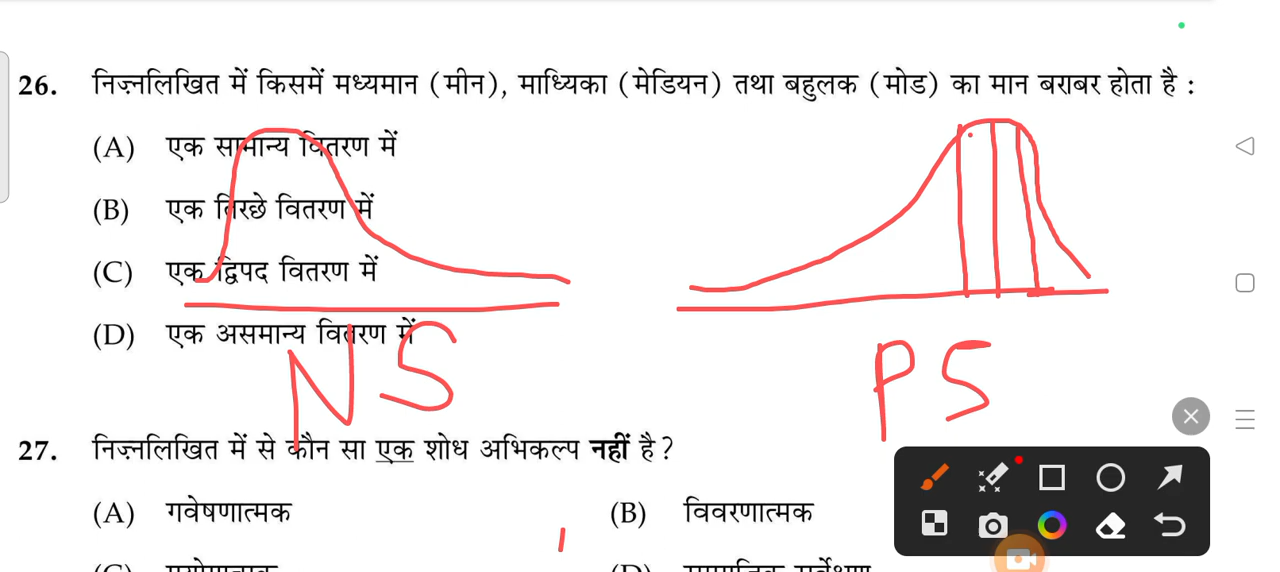 26. निज्नलिखित में किसमें मध्यमान (मीन), माध्यिका (मेडियन) तथा बहुलक (मोड) का मान बराबर होता है :
(A) एक सामान्य वितरण में
(B) एक तिरछे वितरण में
(C) एक द्विपद वितरण में
(D) एक असमान्य वितरण में
NS PS
27. निज्नलिखित में से कौन सा एक शोध अभिकल्प नहीं है?
(A) गवेषणात्मक (B) विवरणात्मक